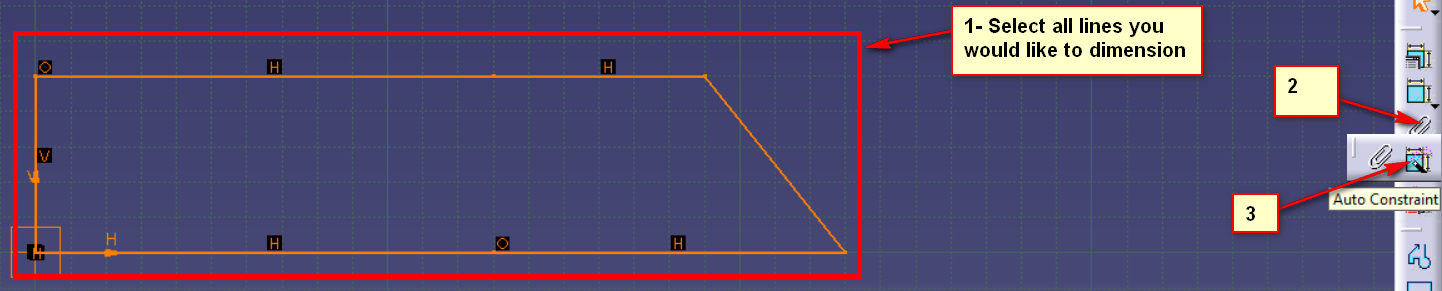 1- Select all lines you
would like to dimension
2
3
Auto Constraint
H
H
V
V
H
H
H
H